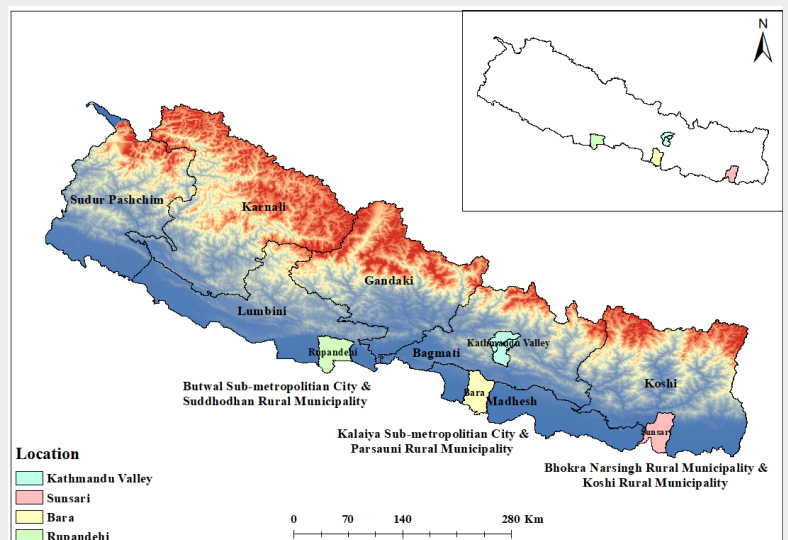 N
Sudur Pashchim
Karnali
Gandaki
Lumbini
Kathmandu Valley
Rupandehi
Bagmati
Koshi
Butwal Sub-metropolitian City &
Suddhodhan Rural Municipality
Bara
Madhesh
Kalaiya Sub-metropolitian City &
Parsauni Rural Municipality
Sunsari
Bhokra Narsingh Rural Municipality &
Koshi Rural Municipality
Location
Kathmandu Valley
Sunsari
Bara
Rupandehi
0 70 140 280 Km